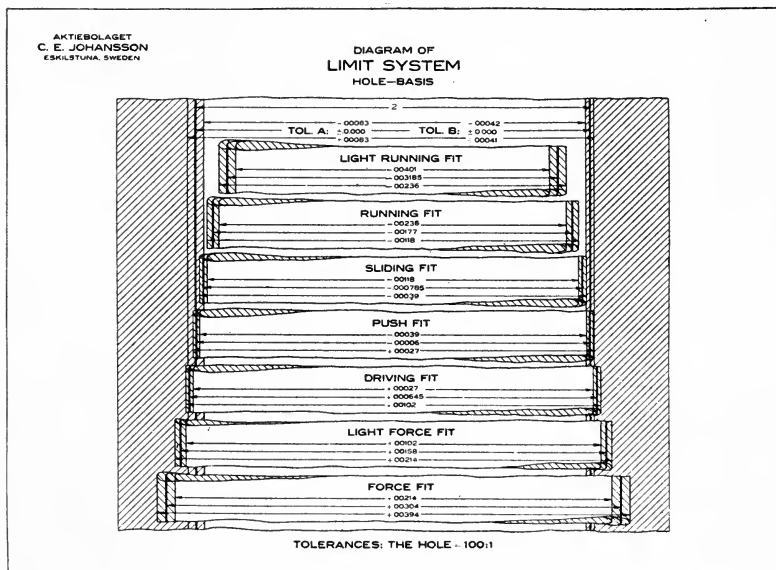 AKTIEBOLAGET
C. E. JOHANSSON
ESKILSTUNA, SWEDEN
DIAGRAM OF
LIMIT SYSTEM
HOLE—BASIS
2
-.00083 -.00042
TOL. A: ±0.000 TOL. B: ±0.000
+.00083 +.00041
LIGHT RUNNING FIT
-.00401
-.003185
-.00236
RUNNING FIT
-.00236
-.00177
-.00118
SLIDING FIT
-.00118
-.000785
-.00039
PUSH FIT
-.00039
-.00006
+.00027
DRIVING FIT
+.00027
+.000645
+.00102
LIGHT FORCE FIT
+.00102
+.00158
+.00214
FORCE FIT
+.00214
+.00304
+.00394
TOLERANCES: THE HOLE - 100:1